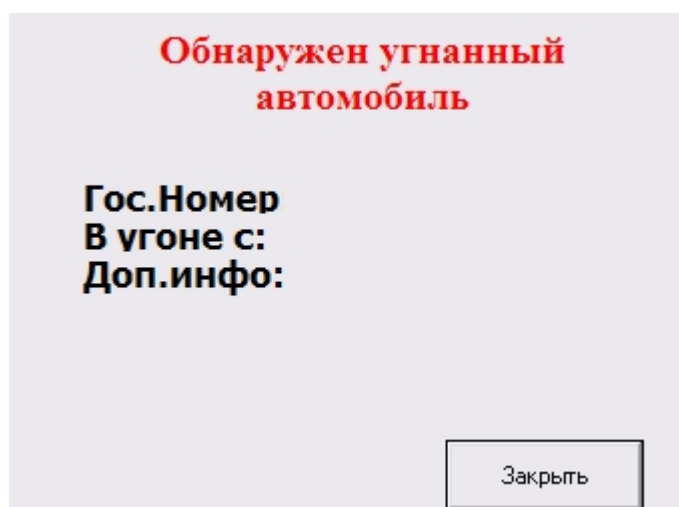 Обнаружен угнанный
автомобиль
Гос.Номер
В угоне с:
Доп.инфо:
Закрыть